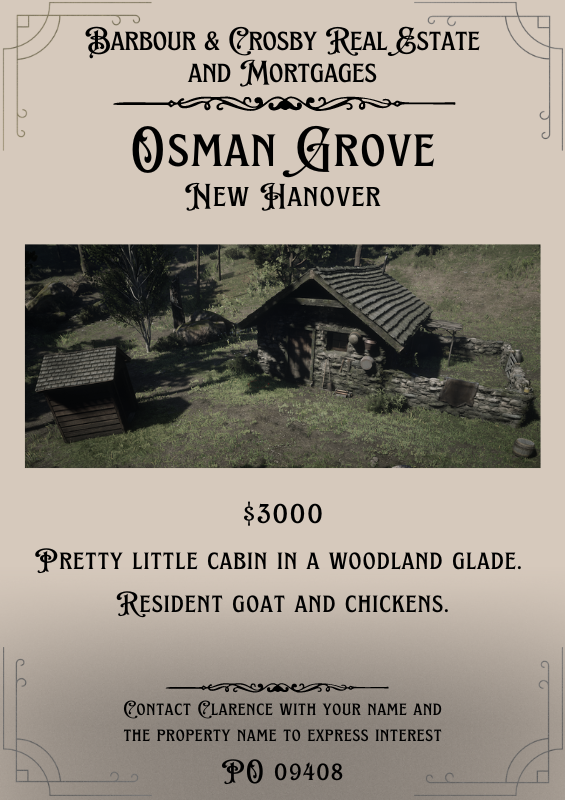 Barbour & Crosby Real Estate
and Mortgages
Osman Grove
New Hanover
$3000
Pretty little cabin in a woodland glade.
Resident goat and chickens.
Contact Clarence with your name and
the property name to express interest
PO 09408